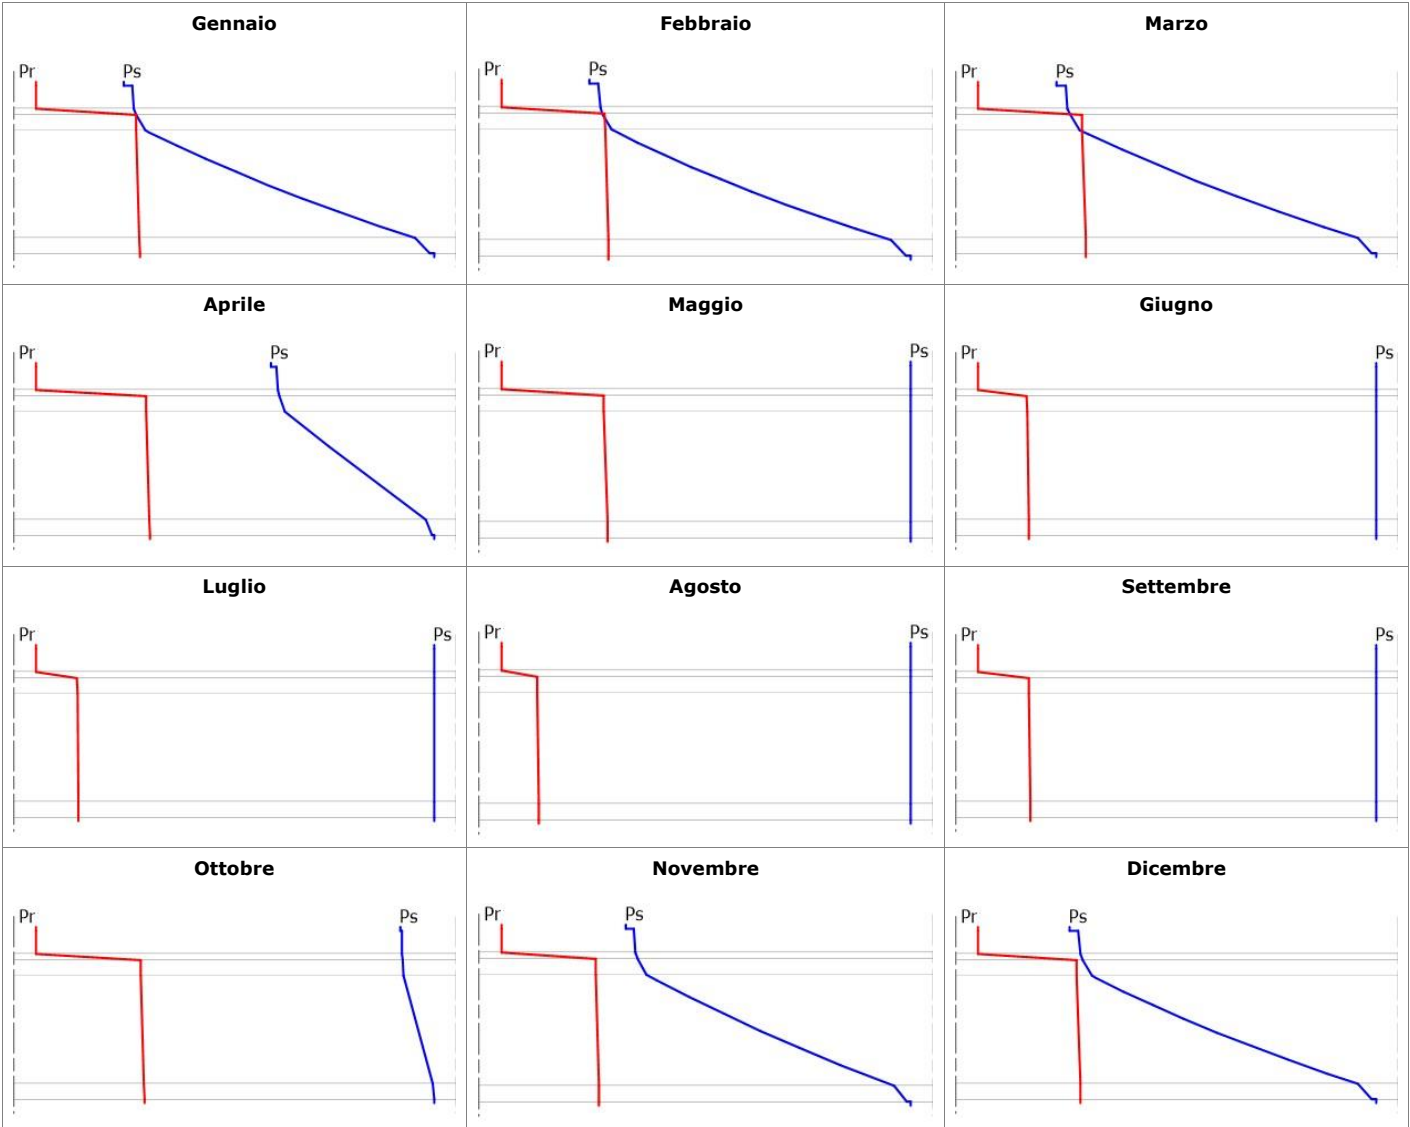 Gennaio
Febbraio
Marzo
Pr Ps
Pr Ps
Pr Ps
Aprile
Maggio
Giugno
Pr Ps
Pr Ps
Pr Ps
Luglio
Agosto
Settembre
Pr Ps
Pr Ps
Pr Ps
Ottobre
Novembre
Dicembre
Pr Ps
Pr Ps
Pr Ps